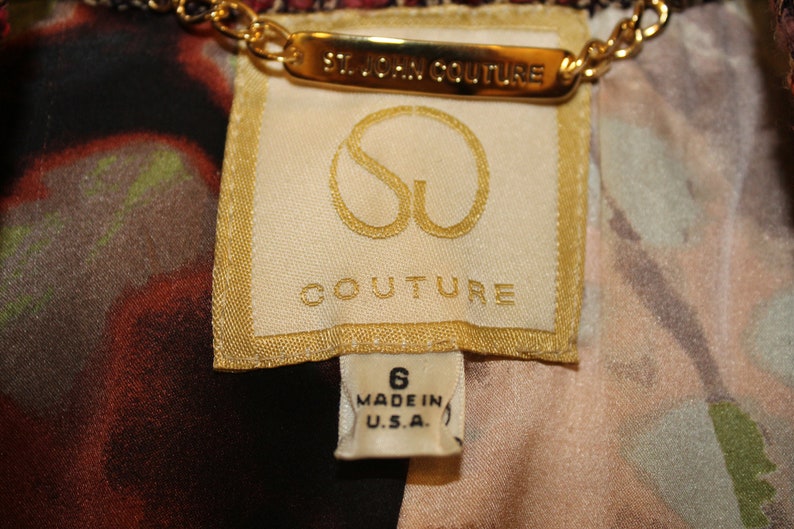 ST. JOHN COUTURE
SJ
COUTURE
6
MADE IN
U.S.A.